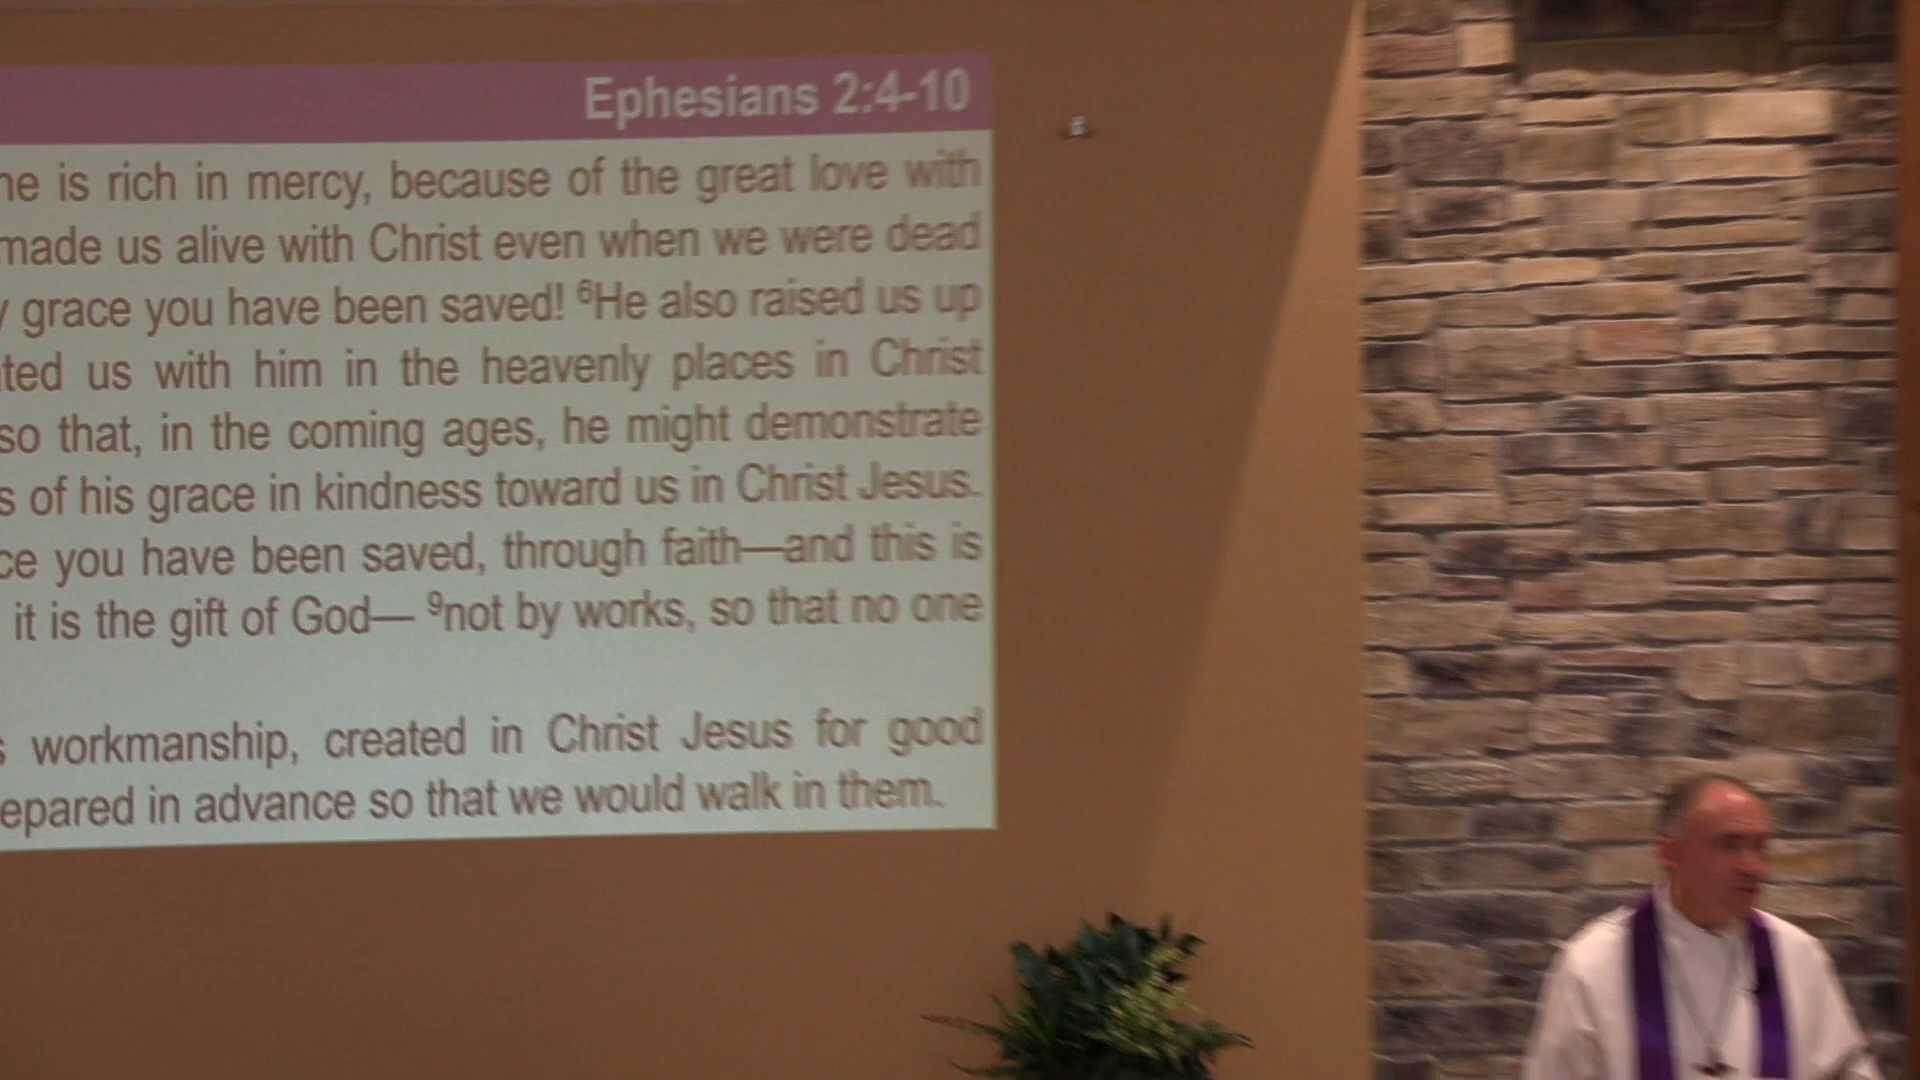 Ephesians 2:4-10
he is rich in mercy, because of the great love with
made us alive with Christ even when we were dead
grace you have been saved! ⁶He also raised us up
ted us with him in the heavenly places in Christ
so that, in the coming ages, he might demonstrate
s of his grace in kindness toward us in Christ Jesus.
ce you have been saved, through faith—and this is
it is the gift of God— ⁹not by works, so that no one
s workmanship, created in Christ Jesus for good
epared in advance so that we would walk in them.